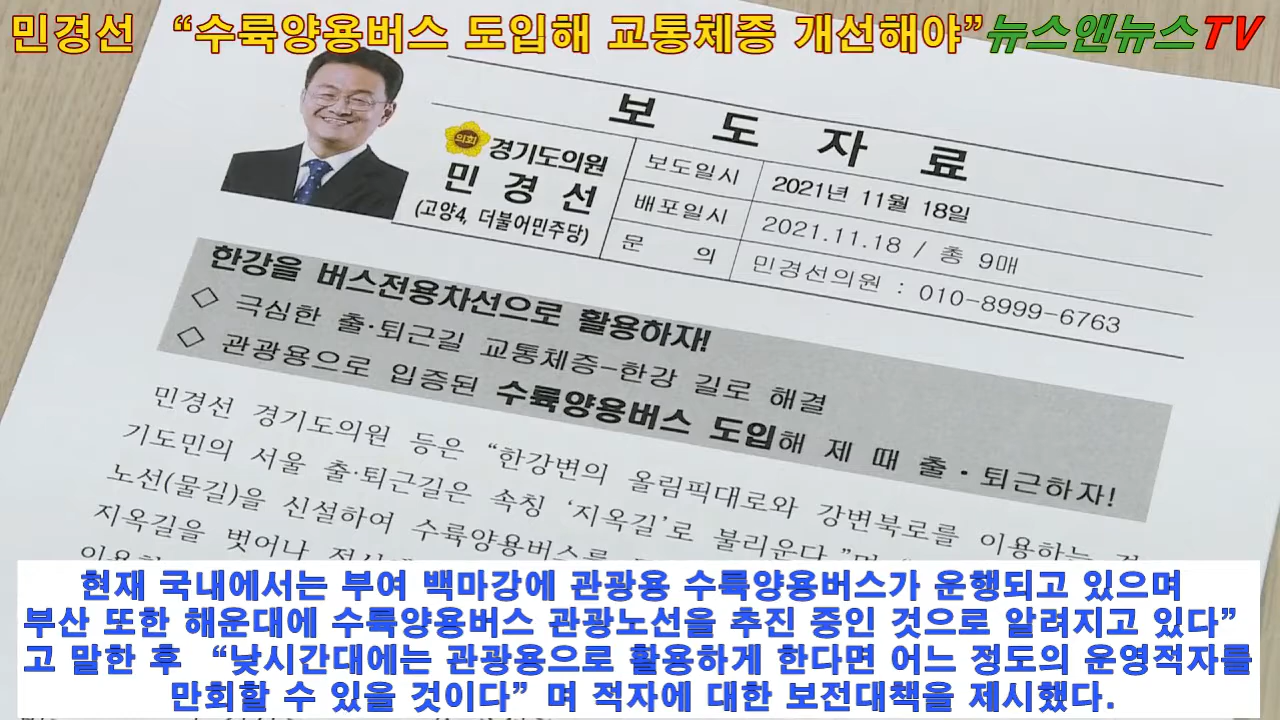 민경선 “수륙양용버스 도입해 교통체증 개선해야” 뉴스앤뉴스TV
보 도 자 료
의회
경기도의원
민 경 선
(고양4, 더불어민주당)
보도일시 2021년 11월 18일
배포일시 2021.11.18 / 총 9매
문 의 민경선의원 : 010-8999-6763
한강을 버스전용차선으로 활용하자!
◇ 극심한 출·퇴근길 교통체증-한강 길로 해결
◇ 관광용으로 입증된 수륙양용버스 도입해 제 때 출·퇴근하자!
민경선 경기도의원 등은 “한강변의 올림픽대로와 강변북로를 이용하는 경
기도민의 서울 출·퇴근길은 속칭 ‘지옥길’로 불리운다.”며
노선(물길)을 신설하여 수륙양용버스를
지옥길을 벗어나
현재 국내에서는 부여 백마강에 관광용 수륙양용버스가 운행되고 있으며
부산 또한 해운대에 수륙양용버스 관광노선을 추진 중인 것으로 알려지고 있다”
고 말한 후 “낮시간대에는 관광용으로 활용하게 한다면 어느 정도의 운영적자를
만회할 수 있을 것이다” 며 적자에 대한 보전대책을 제시했다.